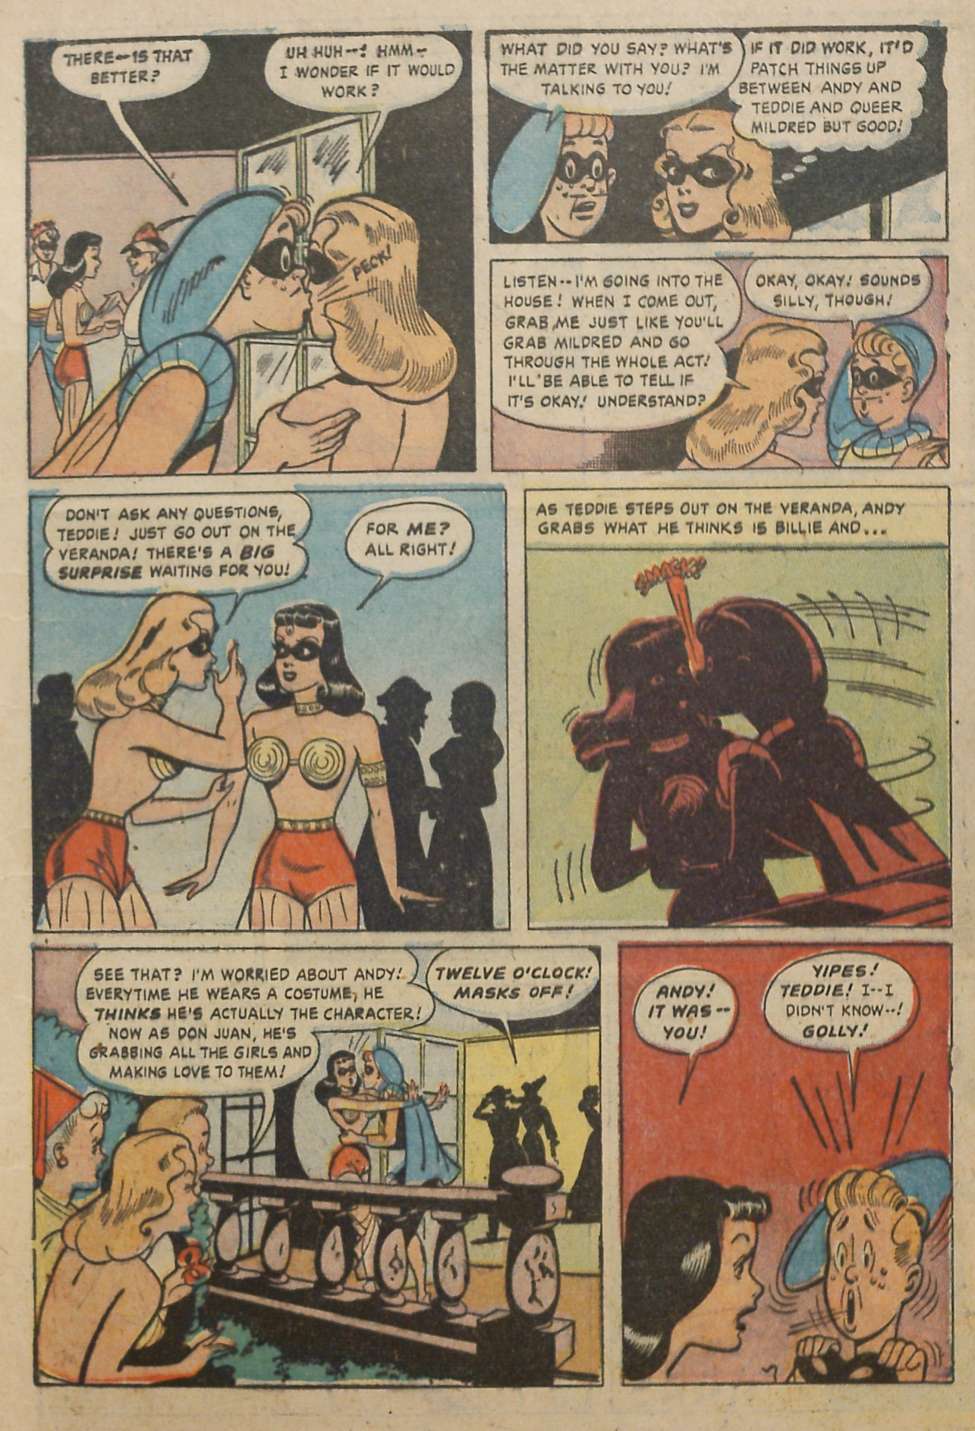 THERE--IS THAT
BETTER?
UH HUH--! HMM-
I WONDER IF IT WOULD
WORK?
PECK!
WHAT DID YOU SAY? WHAT'S
THE MATTER WITH YOU? I'M
TALKING TO YOU!
IF IT DID WORK, IT'D
PATCH THINGS UP
BETWEEN ANDY AND
TEDDIE AND QUEER
MILDRED BUT GOOD!
LISTEN--I'M GOING INTO THE
HOUSE! WHEN I COME OUT,
GRAB ME JUST LIKE YOU'LL
GRAB MILDRED AND GO
THROUGH THE WHOLE ACT!
I'LL BE ABLE TO TELL IF
IT'S OKAY! UNDERSTAND?
OKAY, OKAY! SOUNDS
SILLY, THOUGH!
DON'T ASK ANY QUESTIONS,
TEDDIE! JUST GO OUT ON THE
VERANDA! THERE'S A BIG
SURPRISE WAITING FOR YOU!
FOR ME?
ALL RIGHT!
AS TEDDIE STEPS OUT ON THE VERANDA, ANDY
GRABS WHAT HE THINKS IS BILLIE AND...
SMACK!
SEE THAT? I'M WORRIED ABOUT ANDY!
EVERYTIME HE WEARS A COSTUME, HE
THINKS HE'S ACTUALLY THE CHARACTER!
NOW AS DON JUAN, HE'S
GRABBING ALL THE GIRLS AND
MAKING LOVE TO THEM!
TWELVE O'CLOCK!
MASKS OFF!
ANDY!
IT WAS--
YOU!
YIPES!
TEDDIE! I--I
DIDN'T KNOW--!
GOLLY!